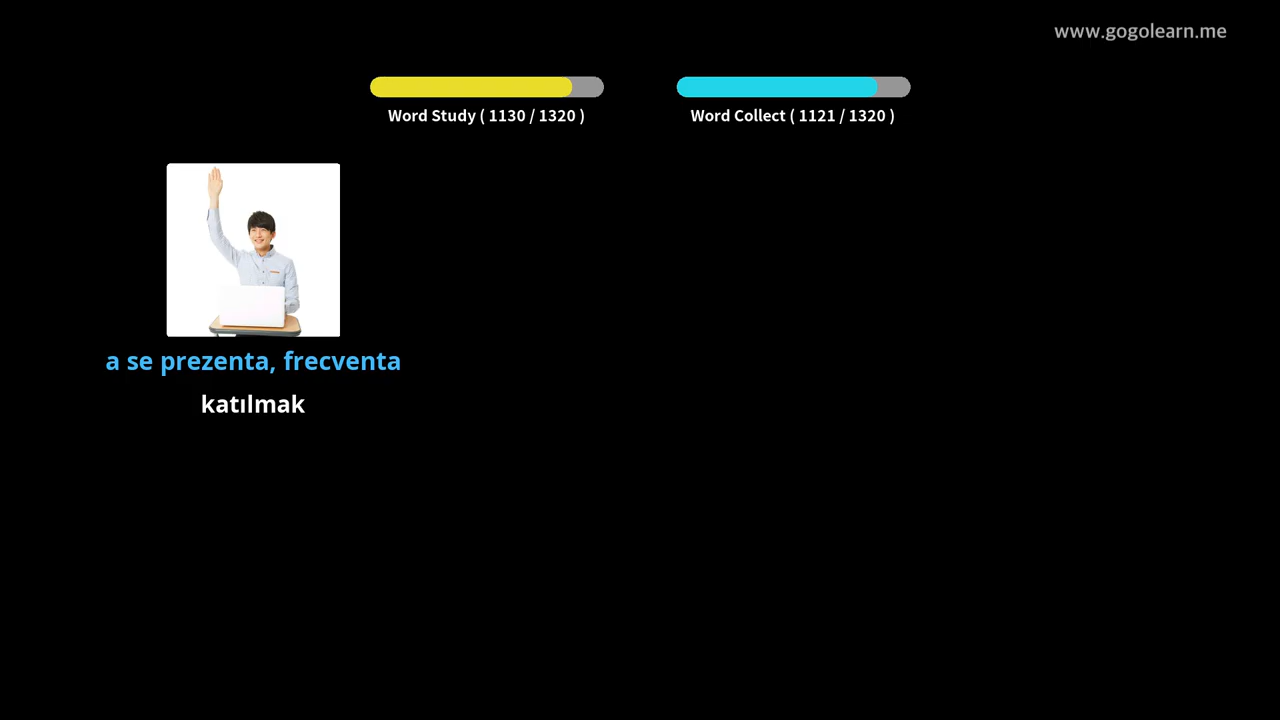 www.gogolearn.me
Word Study ( 1130 / 1320 )
Word Collect ( 1121 / 1320 )
a se prezenta, frecventa
katılmak